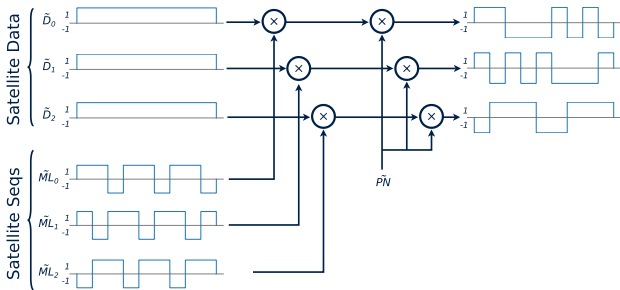 Satellite Data
D̃₀ 1 -1
× × 1 -1
D̃₁ 1 -1
× × 1 -1
D̃₂ 1 -1
× × 1 -1
Satellite Seqs
M̃L₀ 1 -1
P̃N
M̃L₁ 1 -1
M̃L₂ 1 -1